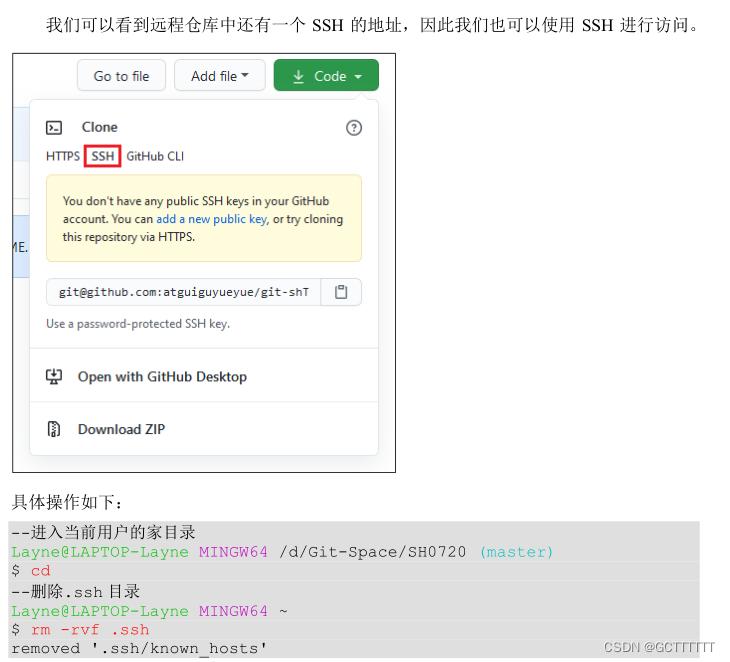 我们可以看到远程仓库中还有一个 SSH 的地址，因此我们也可以使用 SSH 进行访问。
Go to file
Add file
Code
Clone
HTTPS SSH GitHub CLI
You don't have any public SSH keys in your GitHub
account. You can add a new public key, or try cloning
this repository via HTTPS.
ME.
git@github.com:atguiguyueyue/git-shT
Use a password-protected SSH key.
Open with GitHub Desktop
Download ZIP
具体操作如下：
--进入当前用户的家目录
Layne@LAPTOP-Layne MINGW64 /d/Git-Space/SH0720 (master)
$ cd
--删除.ssh 目录
Layne@LAPTOP-Layne MINGW64 ~
$ rm -rvf .ssh
removed '.ssh/known_hosts'
CSDN @GCTTTTTT